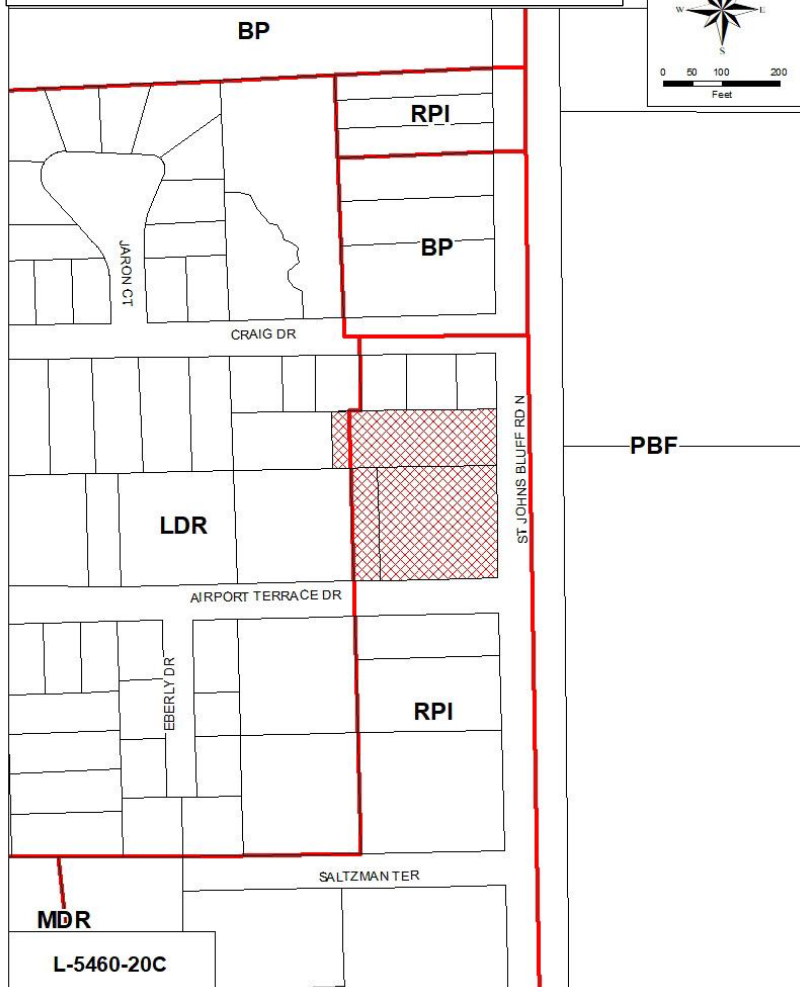 BP
W E
S
0 50 100 200
Feet
RPI
BP
JARON CT
CRAIG DR
ST JOHNS BLUFF RD N
PBF
LDR
AIRPORT TERRACE DR
EBERLY DR
RPI
SALTZMAN TER
MDR
L-5460-20C